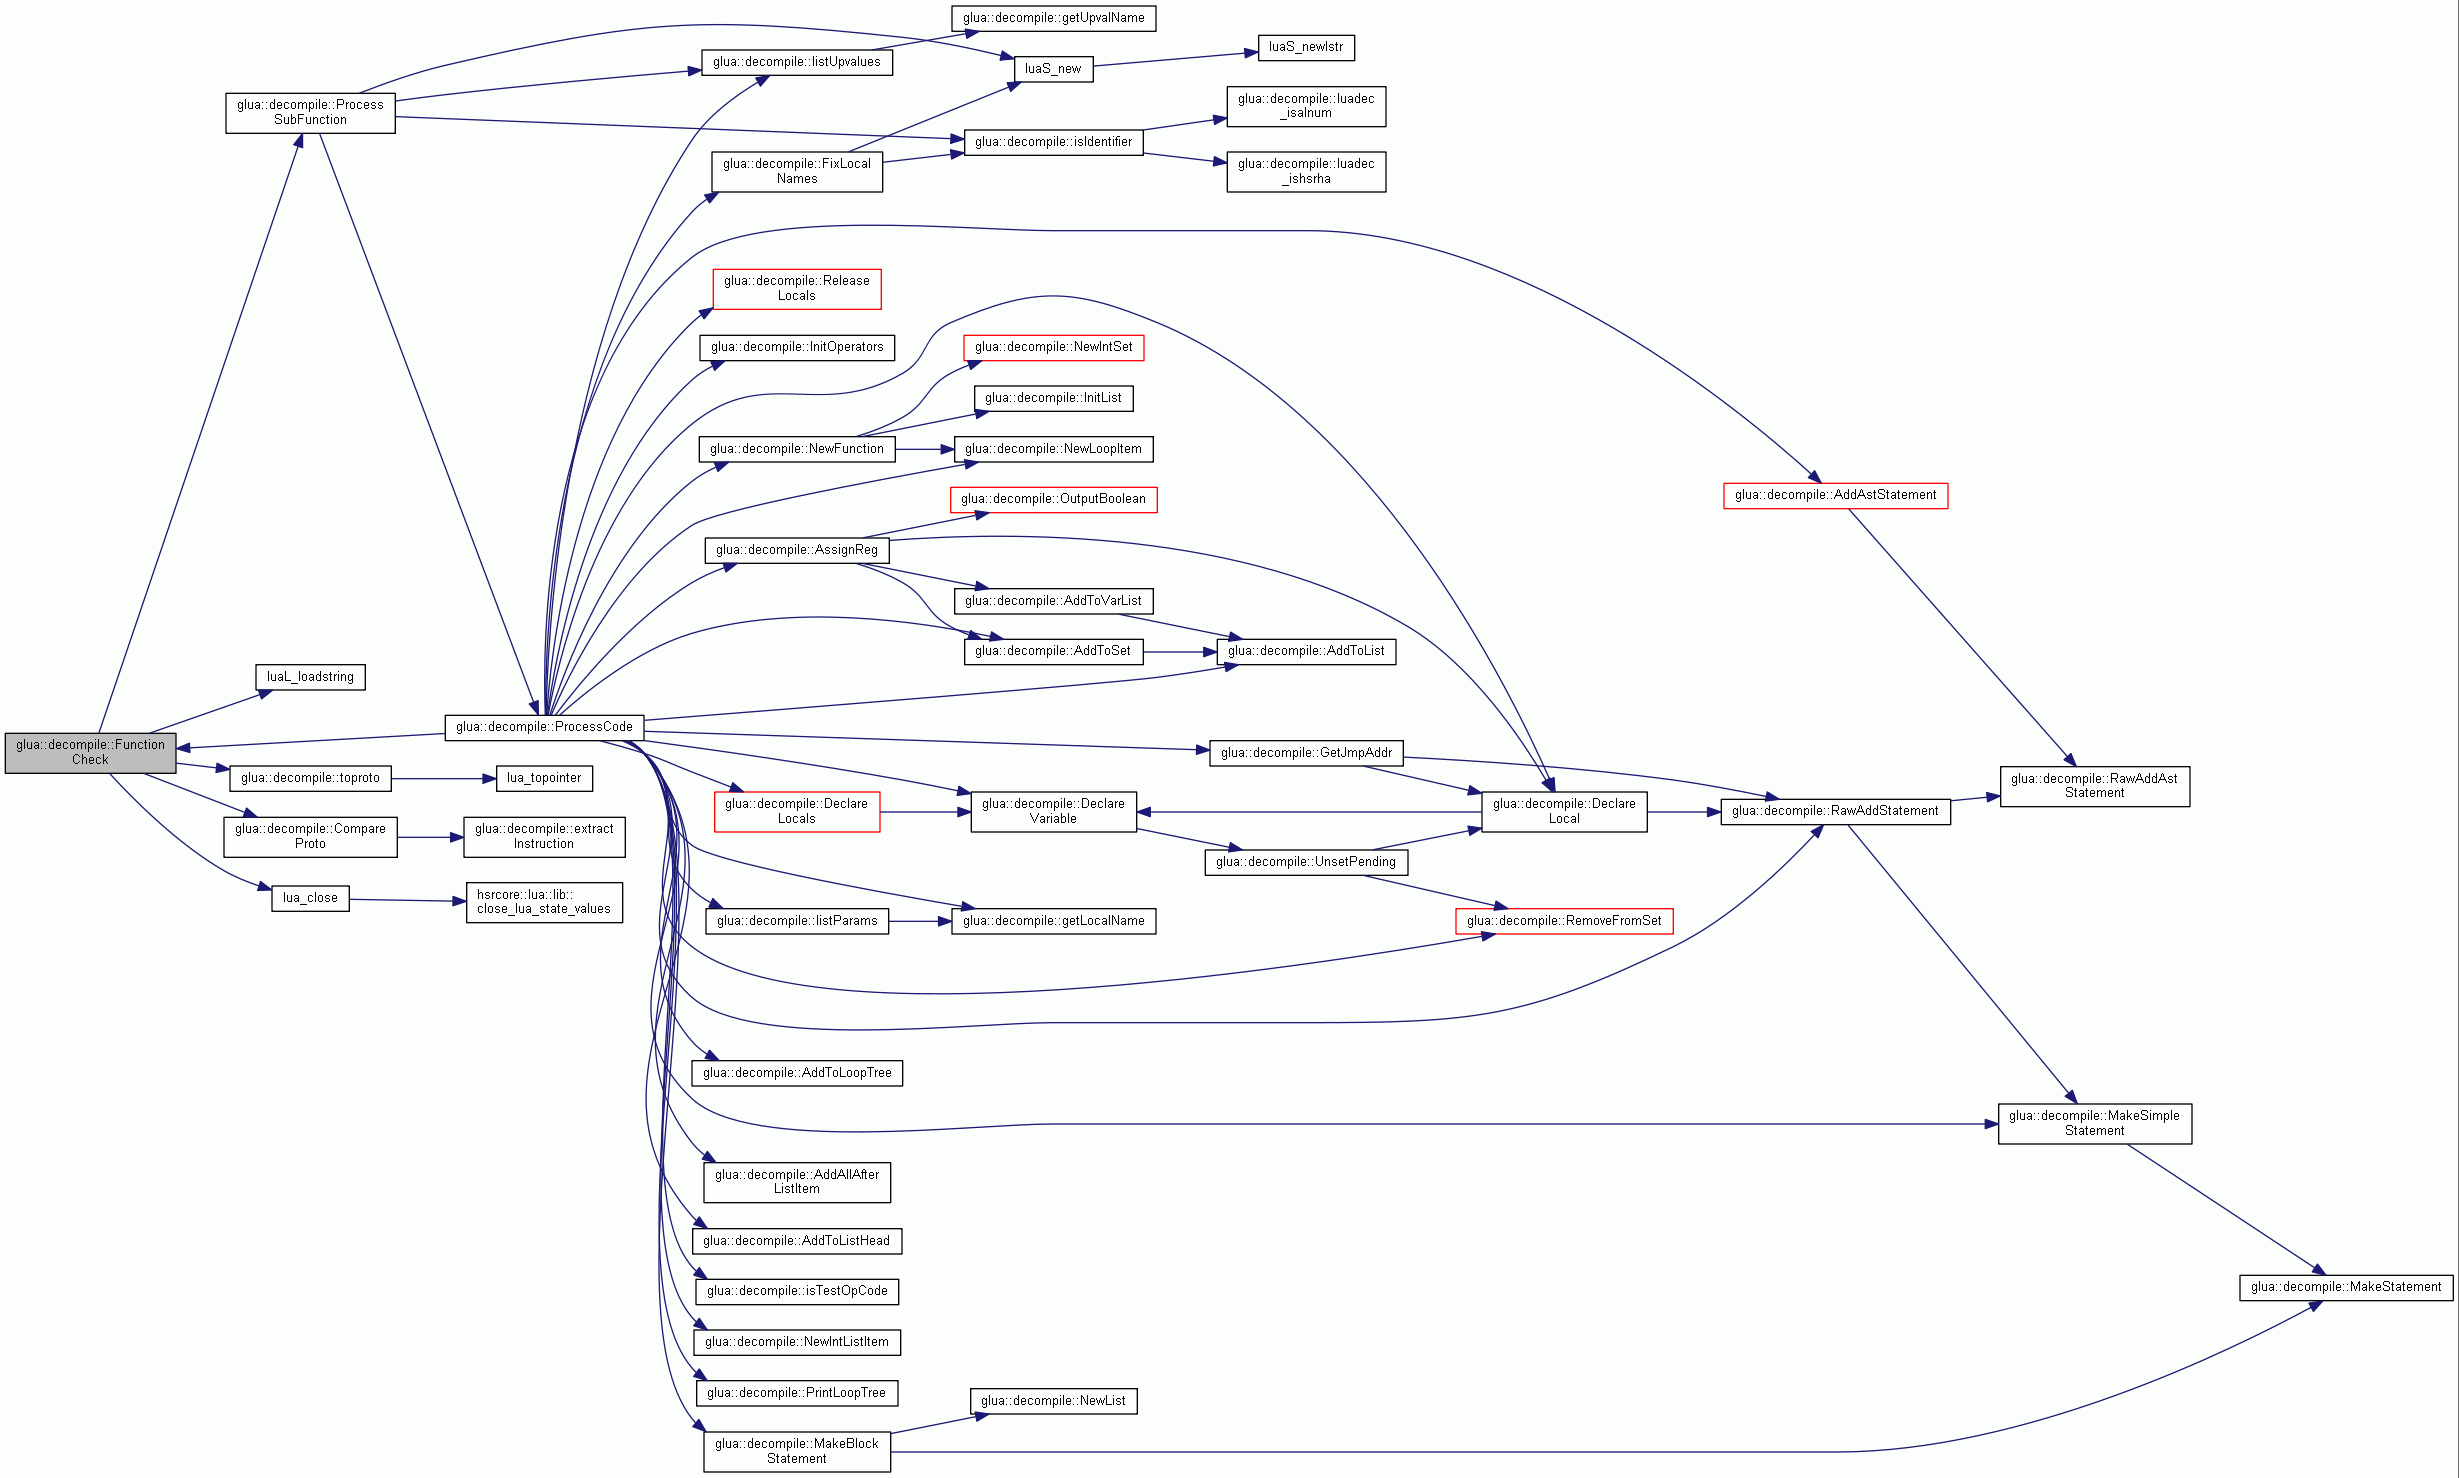 glua::decompile::getUpvalName
glua::decompile::listUpvalues
luaS_new
luaS_newlstr
glua::decompile::Process
SubFunction
glua::decompile::luadec
_isalnum
glua::decompile::isIdentifier
glua::decompile::FixLocal
Names
glua::decompile::luadec
_ishsrha
glua::decompile::Release
Locals
glua::decompile::InitOperators
glua::decompile::NewIntSet
glua::decompile::InitList
glua::decompile::NewFunction
glua::decompile::NewLoopItem
glua::decompile::OutputBoolean
glua::decompile::AddAstStatement
glua::decompile::AssignReg
glua::decompile::AddToVarList
glua::decompile::AddToSet
glua::decompile::AddToList
luaL_loadstring
glua::decompile::ProcessCode
glua::decompile::Function
Check
glua::decompile::GetJmpAddr
glua::decompile::toproto
lua_topointer
glua::decompile::RawAddAst
Statement
glua::decompile::Declare
Locals
glua::decompile::Declare
Variable
glua::decompile::Declare
Local
glua::decompile::RawAddStatement
glua::decompile::Compare
Proto
glua::decompile::extract
Instruction
glua::decompile::UnsetPending
lua_close
hsrcore::lua::lib::
close_lua_state_values
glua::decompile::listParams
glua::decompile::getLocalName
glua::decompile::RemoveFromSet
glua::decompile::AddToLoopTree
glua::decompile::MakeSimple
Statement
glua::decompile::AddAllAfter
ListItem
glua::decompile::AddToListHead
glua::decompile::isTestOpCode
glua::decompile::MakeStatement
glua::decompile::NewIntListItem
glua::decompile::PrintLoopTree
glua::decompile::NewList
glua::decompile::MakeBlock
Statement